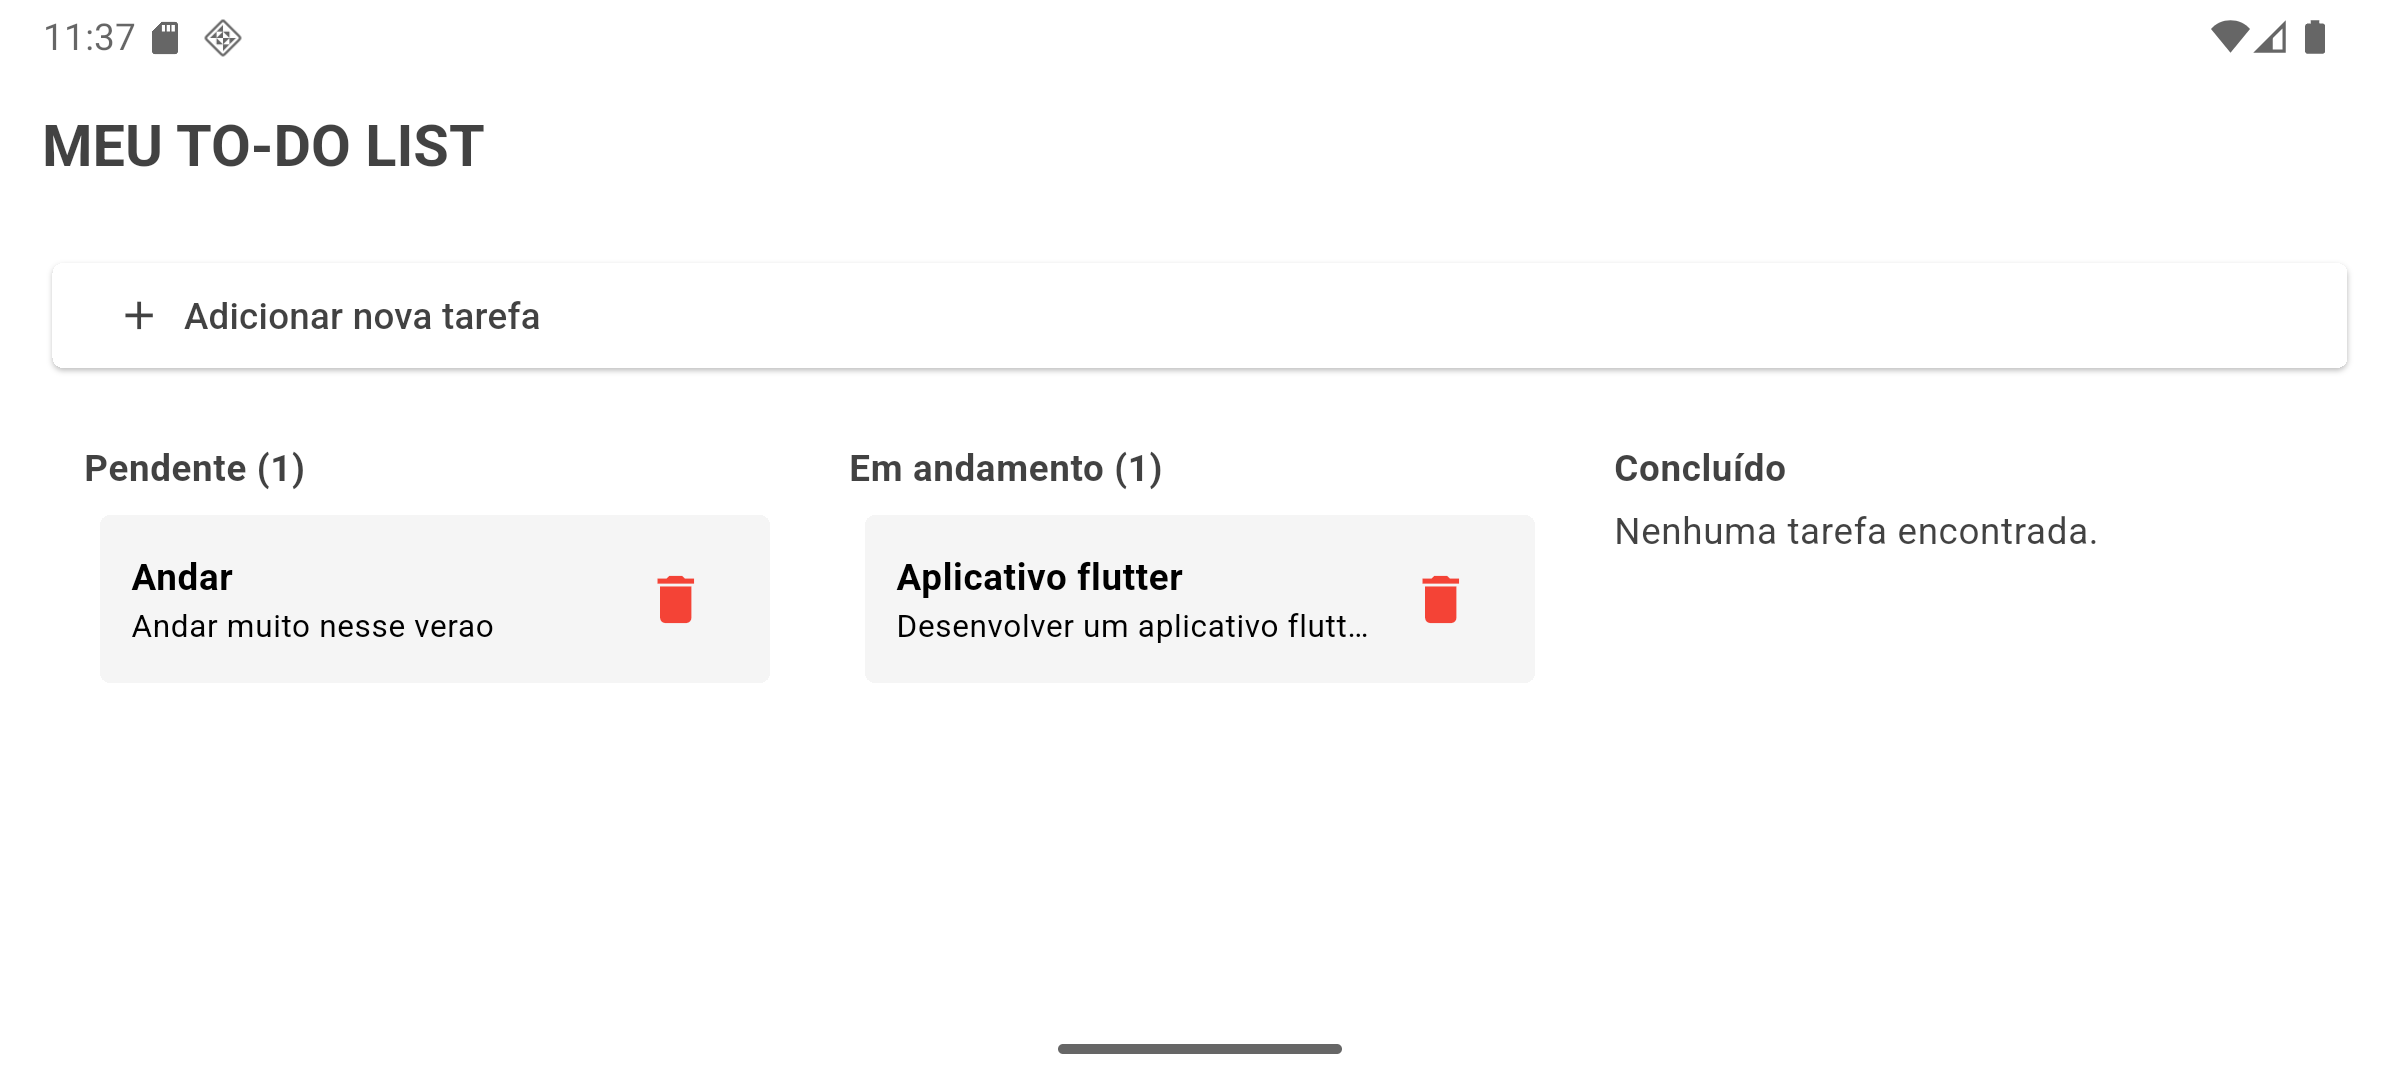 11:37
MEU TO-DO LIST
Adicionar nova tarefa
Pendente (1)
Andar
Andar muito nesse verao
Em andamento (1)
Aplicativo flutter
Desenvolver um aplicativo flutt…
Concluído
Nenhuma tarefa encontrada.